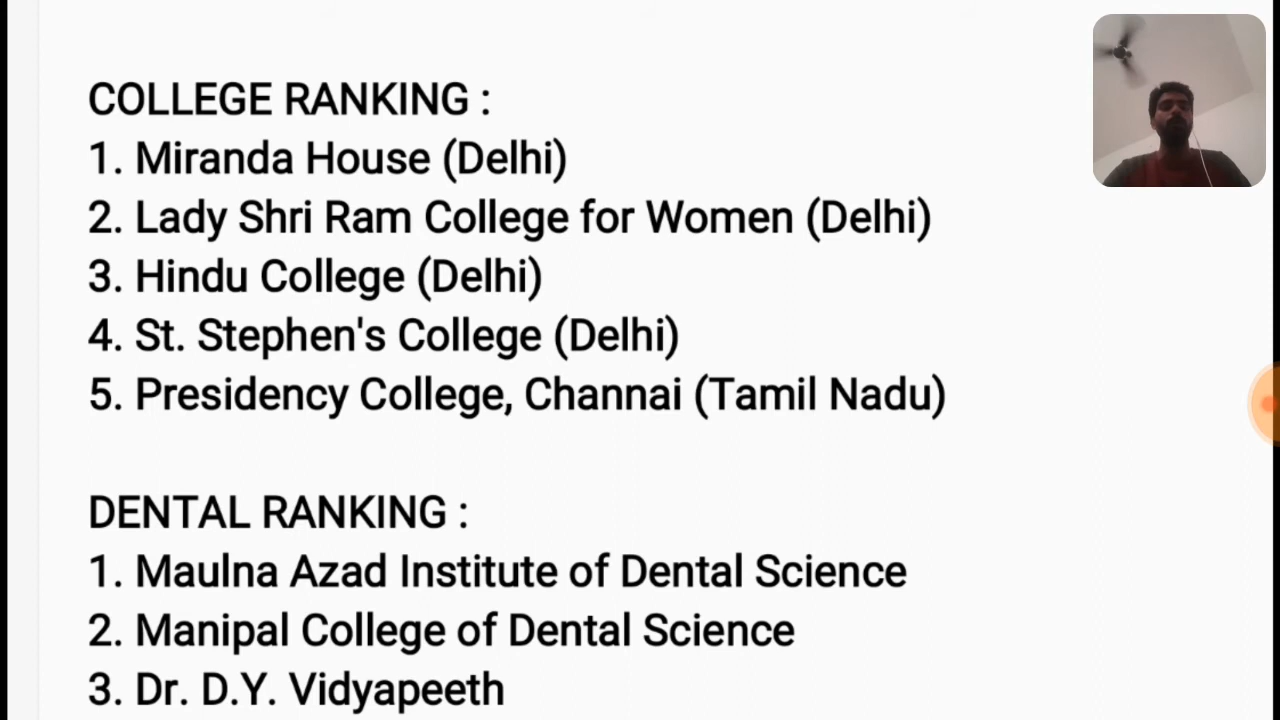 COLLEGE RANKING :
1. Miranda House (Delhi)
2. Lady Shri Ram College for Women (Delhi)
3. Hindu College (Delhi)
4. St. Stephen's College (Delhi)
5. Presidency College, Channai (Tamil Nadu)
DENTAL RANKING :
1. Maulna Azad Institute of Dental Science
2. Manipal College of Dental Science
3. Dr. D.Y. Vidyapeeth